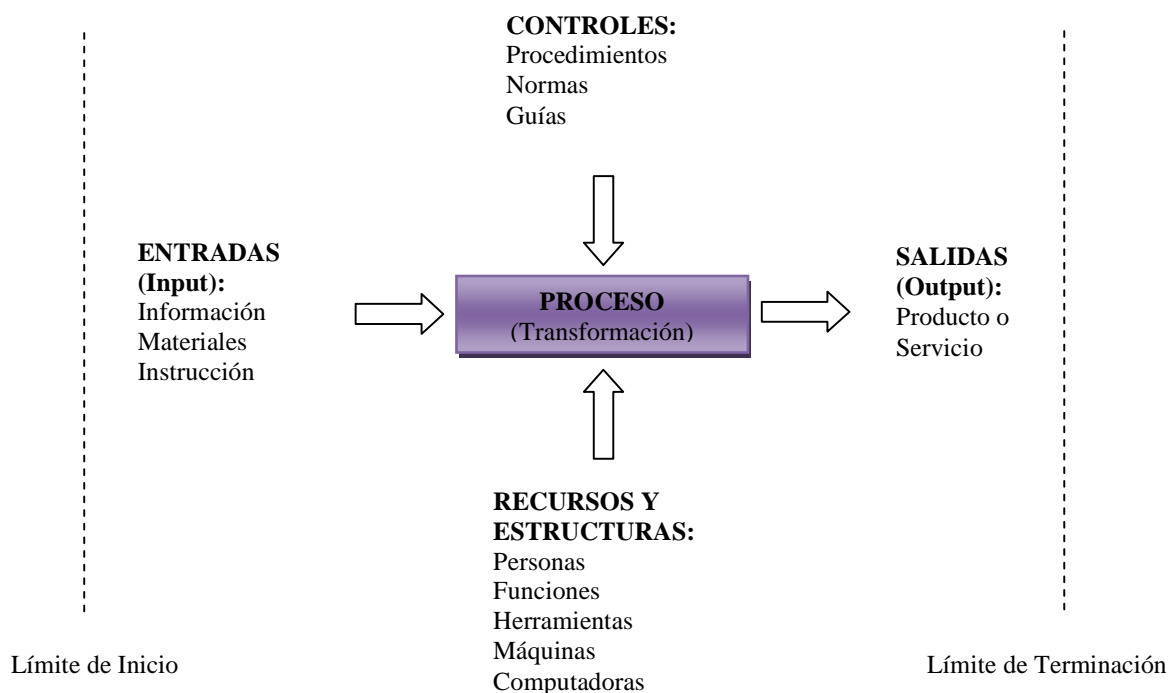 CONTROLES:
Procedimientos
Normas
Guías
ENTRADAS
(Input):
Información
Materiales
Instrucción
PROCESO
(Transformación)
SALIDAS
(Output):
Producto o
Servicio
RECURSOS Y
ESTRUCTURAS:
Personas
Funciones
Herramientas
Máquinas
Computadoras
Límite de Inicio
Límite de Terminación